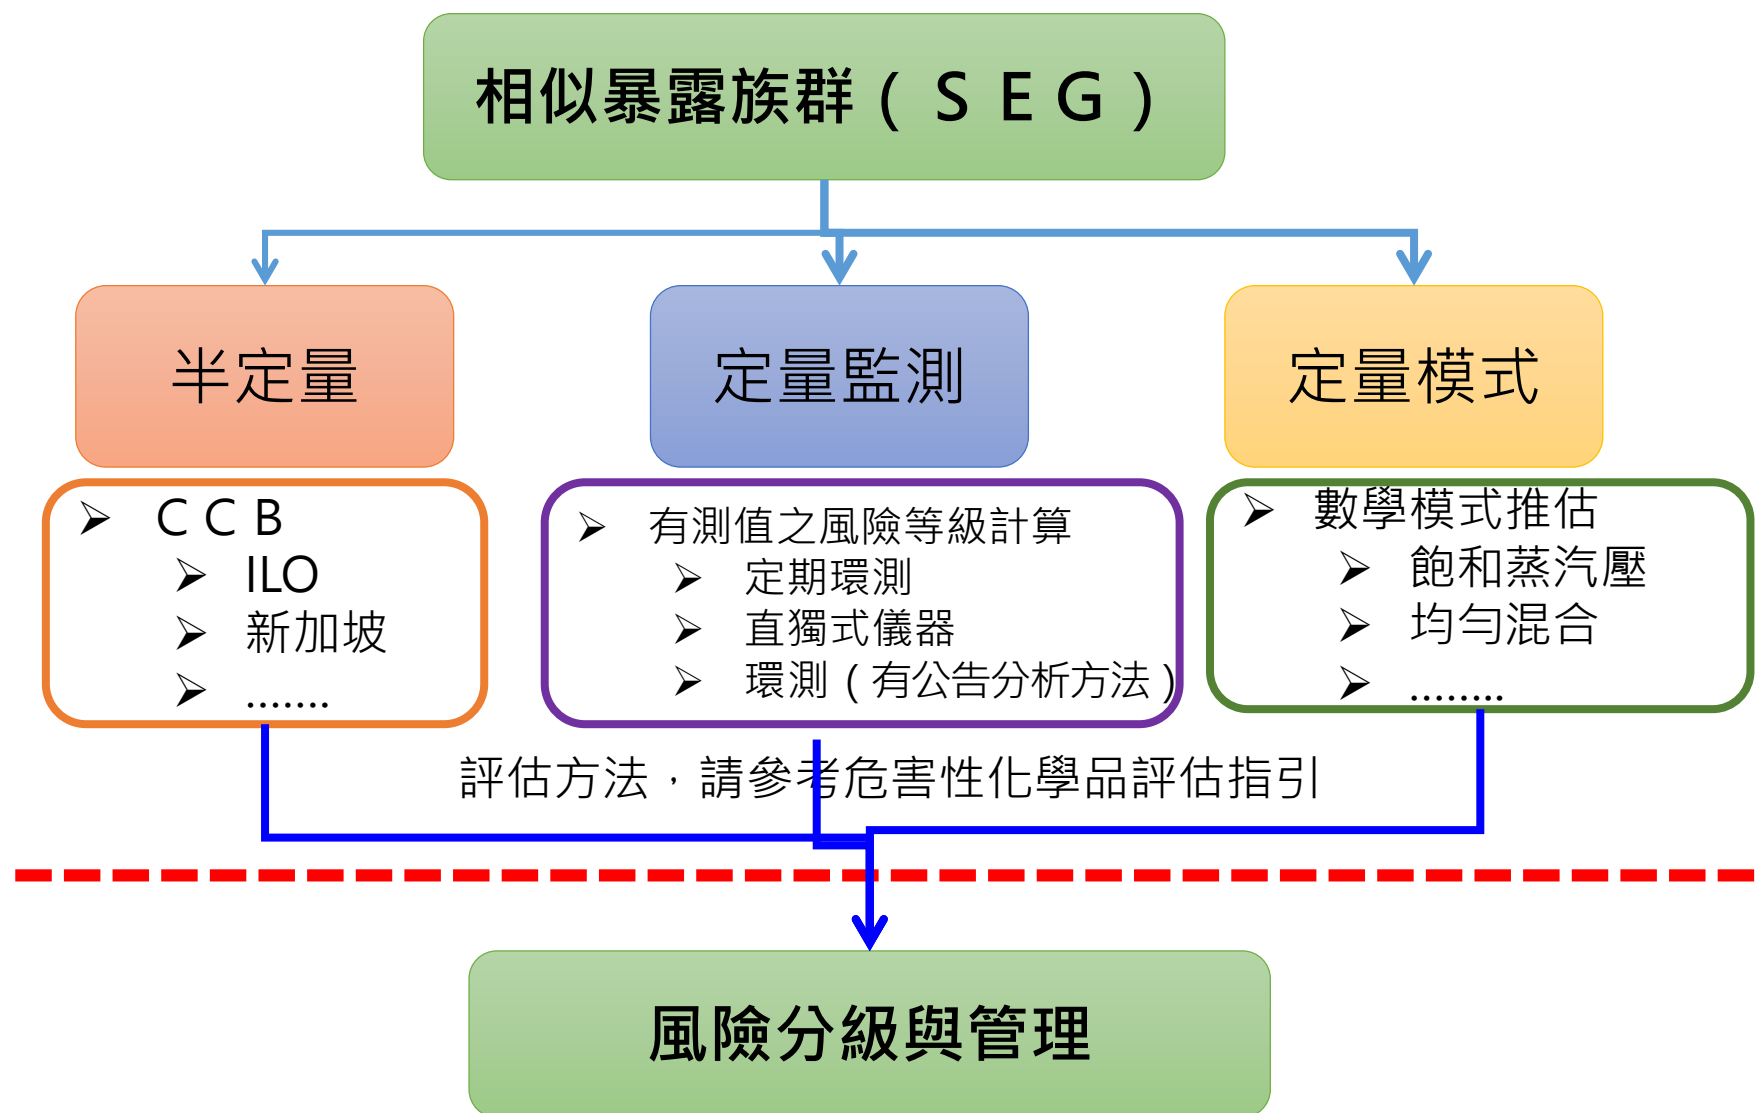 相似暴露族群（ＳＥＧ）
半定量
定量監測
定量模式
➢ ＣＣＢ
➢ ILO
➢ 新加坡
➢ .......
➢ 有測值之風險等級計算
➢ 定期環測
➢ 直獨式儀器
➢ 環測（有公告分析方法）
➢ 數學模式推估
➢ 飽和蒸汽壓
➢ 均勻混合
➢ ........
評估方法，請參考危害性化學品評估指引
風險分級與管理